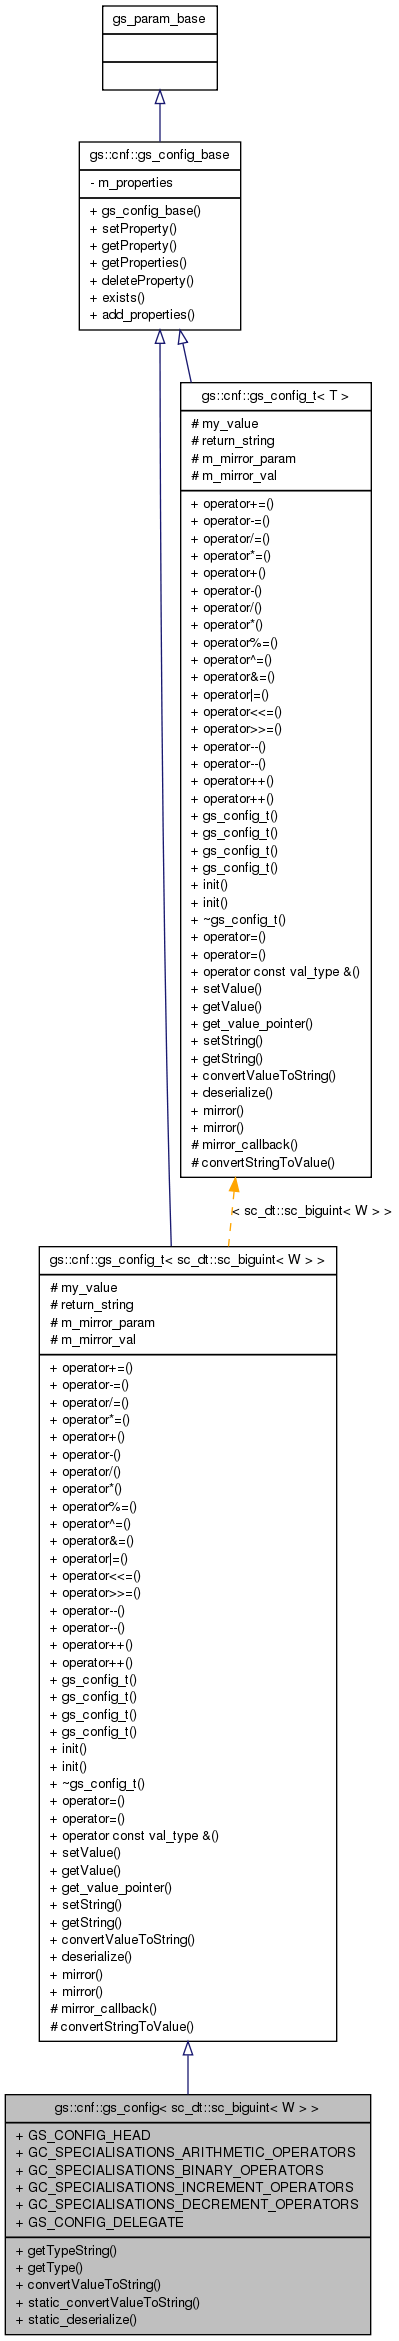 gs_param_base
gs::cnf::gs_config_base
- m_properties
+ gs_config_base()
+ setProperty()
+ getProperty()
+ getProperties()
+ deleteProperty()
+ exists()
+ add_properties()
gs::cnf::gs_config_t< T >
# my_value
# return_string
# m_mirror_param
# m_mirror_val
+ operator+=()
+ operator-=()
+ operator/=()
+ operator*=()
+ operator+()
+ operator-()
+ operator/()
+ operator*()
+ operator%=()
+ operator^=()
+ operator&=()
+ operator|=()
+ operator<<=()
+ operator>>=()
+ operator--()
+ operator--()
+ operator++()
+ operator++()
+ gs_config_t()
+ gs_config_t()
+ gs_config_t()
+ gs_config_t()
+ init()
+ init()
+ ~gs_config_t()
+ operator=()
+ operator=()
+ operator const val_type &()
+ setValue()
+ getValue()
+ get_value_pointer()
+ setString()
+ getString()
+ convertValueToString()
+ deserialize()
+ mirror()
+ mirror()
# mirror_callback()
# convertStringToValue()
< sc_dt::sc_biguint< W > >
gs::cnf::gs_config_t< sc_dt::sc_biguint< W > >
# my_value
# return_string
# m_mirror_param
# m_mirror_val
+ operator+=()
+ operator-=()
+ operator/=()
+ operator*=()
+ operator+()
+ operator-()
+ operator/()
+ operator*()
+ operator%=()
+ operator^=()
+ operator&=()
+ operator|=()
+ operator<<=()
+ operator>>=()
+ operator--()
+ operator--()
+ operator++()
+ operator++()
+ gs_config_t()
+ gs_config_t()
+ gs_config_t()
+ gs_config_t()
+ init()
+ init()
+ ~gs_config_t()
+ operator=()
+ operator=()
+ operator const val_type &()
+ setValue()
+ getValue()
+ get_value_pointer()
+ setString()
+ getString()
+ convertValueToString()
+ deserialize()
+ mirror()
+ mirror()
# mirror_callback()
# convertStringToValue()
gs::cnf::gs_config< sc_dt::sc_biguint< W > >
+ GS_CONFIG_HEAD
+ GC_SPECIALISATIONS_ARITHMETIC_OPERATORS
+ GC_SPECIALISATIONS_BINARY_OPERATORS
+ GC_SPECIALISATIONS_INCREMENT_OPERATORS
+ GC_SPECIALISATIONS_DECREMENT_OPERATORS
+ GS_CONFIG_DELEGATE
+ getTypeString()
+ getType()
+ convertValueToString()
+ static_convertValueToString()
+ static_deserialize()